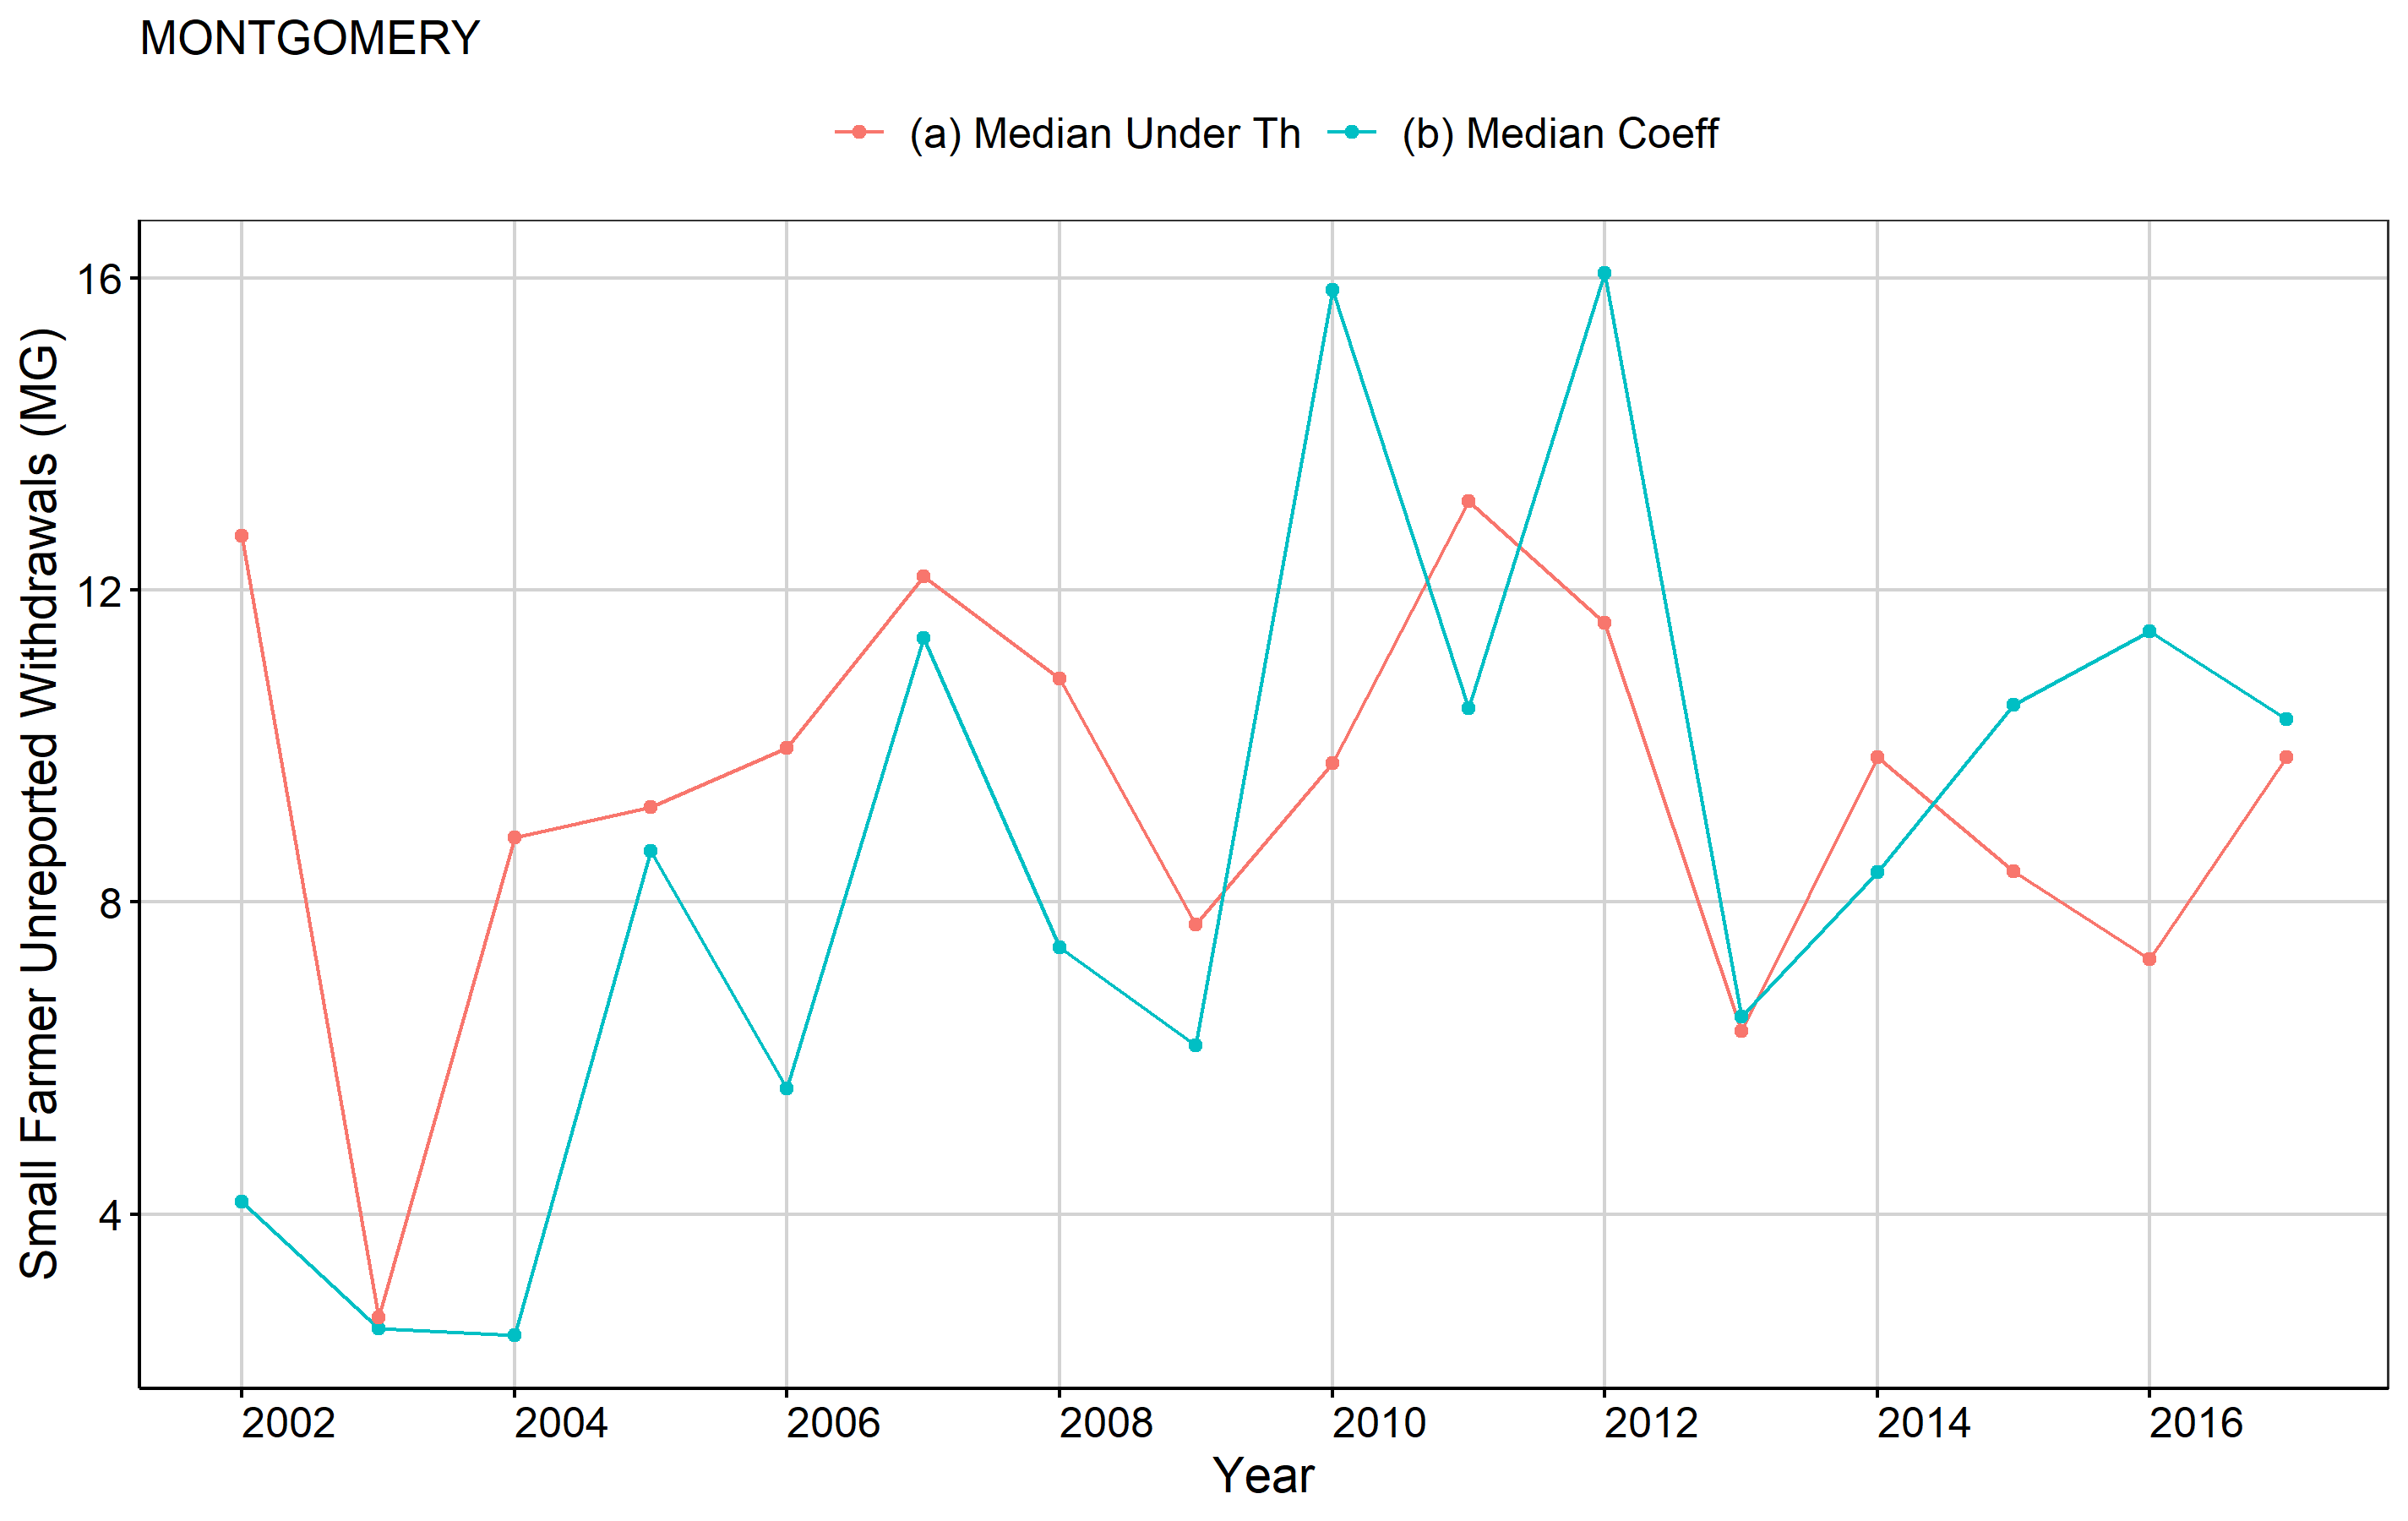 MONTGOMERY
(a) Median Under Th (b) Median Coeff
Small Farmer Unreported Withdrawals (MG)
16
12
8
4
2002 2004 2006 2008 2010 2012 2014 2016
Year